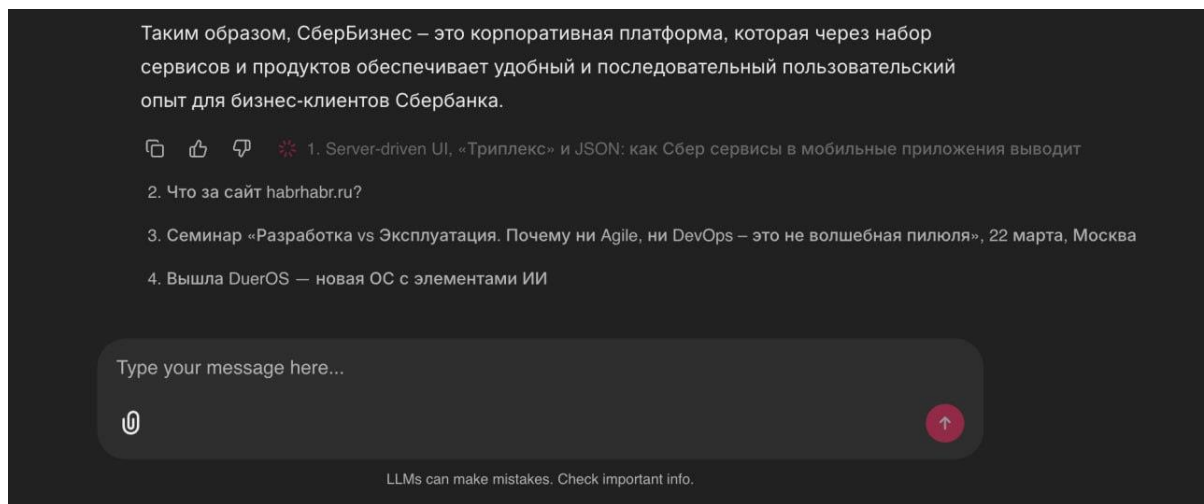 Таким образом, СберБизнес – это корпоративная платформа, которая через набор
сервисов и продуктов обеспечивает удобный и последовательный пользовательский
опыт для бизнес-клиентов Сбербанка.
1. Server-driven UI, «Триплекс» и JSON: как Сбер сервисы в мобильные приложения выводит
2. Что за сайт habrhabr.ru?
3. Семинар «Разработка vs Эксплуатация. Почему ни Agile, ни DevOps – это не волшебная пилюля», 22 марта, Москва
4. Вышла DuerOS — новая ОС с элементами ИИ
Type your message here...
LLMs can make mistakes. Check important info.